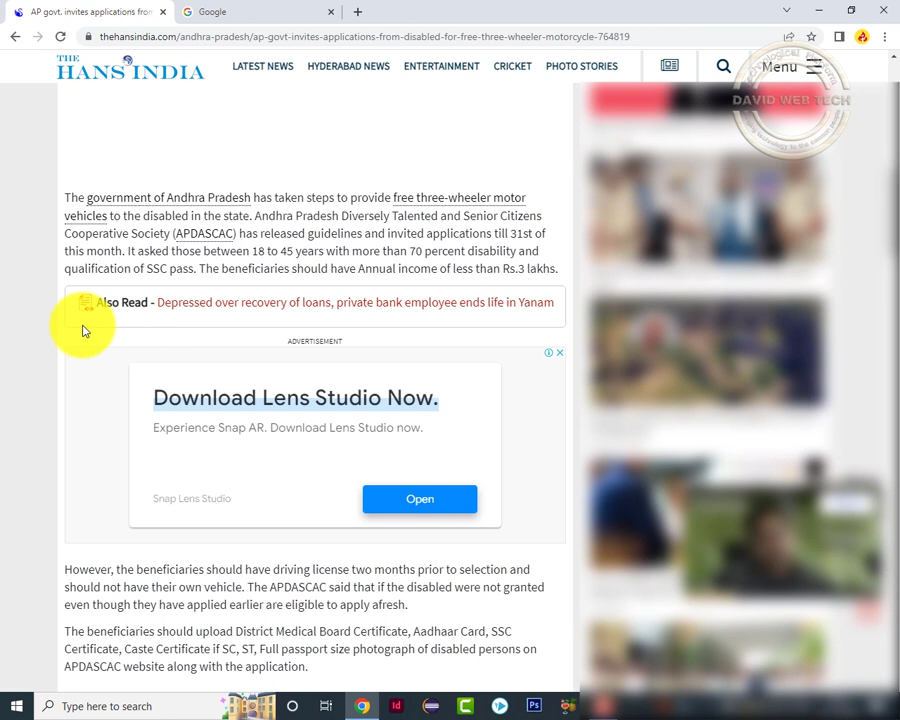 AP govt. invites applications from
Google
thehansindia.com/andhra-pradesh/ap-govt-invites-applications-from-disabled-for-free-three-wheeler-motorcycle-764819
THE
HANS INDIA
LATEST NEWS HYDERABAD NEWS ENTERTAINMENT CRICKET PHOTO STORIES
Menu
DAVID WEB TECH
The government of Andhra Pradesh has taken steps to provide free three-wheeler motor
vehicles to the disabled in the state. Andhra Pradesh Diversely Talented and Senior Citizens
Cooperative Society (APDASCAC) has released guidelines and invited applications till 31st of
this month. It asked those between 18 to 45 years with more than 70 percent disability and
qualification of SSC pass. The beneficiaries should have Annual income of less than Rs.3 lakhs.
Also Read - Depressed over recovery of loans, private bank employee ends life in Yanam
ADVERTISEMENT
Download Lens Studio Now.
Experience Snap AR. Download Lens Studio now.
Snap Lens Studio
Open
However, the beneficiaries should have driving license two months prior to selection and
should not have their own vehicle. The APDASCAC said that if the disabled were not granted
even though they have applied earlier are eligible to apply afresh.
The beneficiaries should upload District Medical Board Certificate, Aadhaar Card, SSC
Certificate, Caste Certificate if SC, ST, Full passport size photograph of disabled persons on
APDASCAC website along with the application.
Type here to search